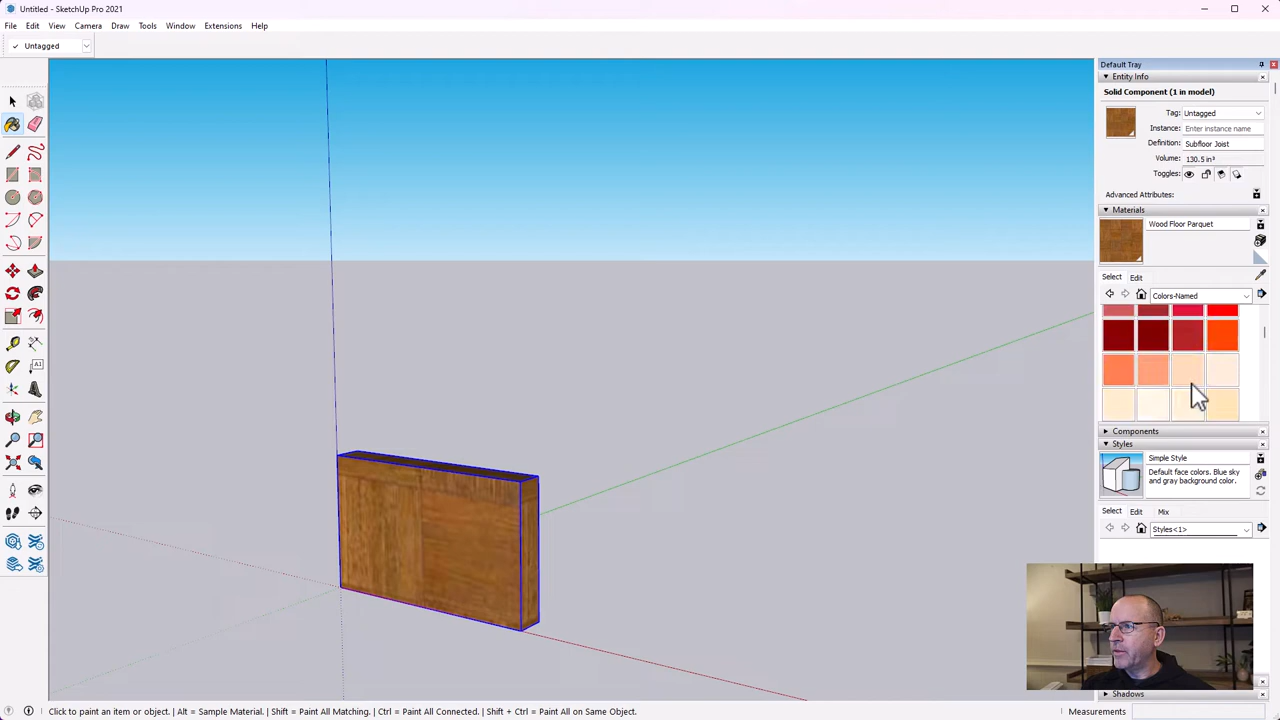 Untitled - SketchUp Pro 2021
File Edit View Camera Draw Tools Window Extensions Help
Untagged
Default Tray
Entity Info
Solid Component (1 in model)
Tag: Untagged
Instance: Enter instance name
Definition: Subfloor Joist
Volume: 130.5 in³
Toggles:
Advanced Attributes:
Materials
Wood Floor Parquet
Select Edit
Colors-Named
Components
Styles
Simple Style
Default face colors. Blue sky
and gray background color.
Select Edit Mix
Styles<1>
Shadows
Click to paint an item or object. | Alt = Sample Material. | Shift = Paint All Matching. | Ctrl = Paint All Connected. | Shift + Ctrl = Paint All on Same Object.
Measurements